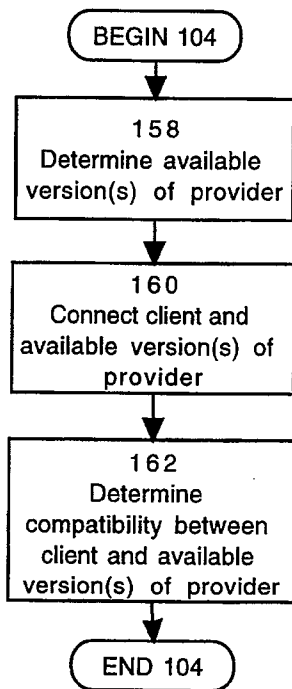 BEGIN 104
158
Determine available
version(s) of provider
160
Connect client and
available version(s) of
provider
162
Determine
compatibility between
client and available
version(s) of provider
END 104